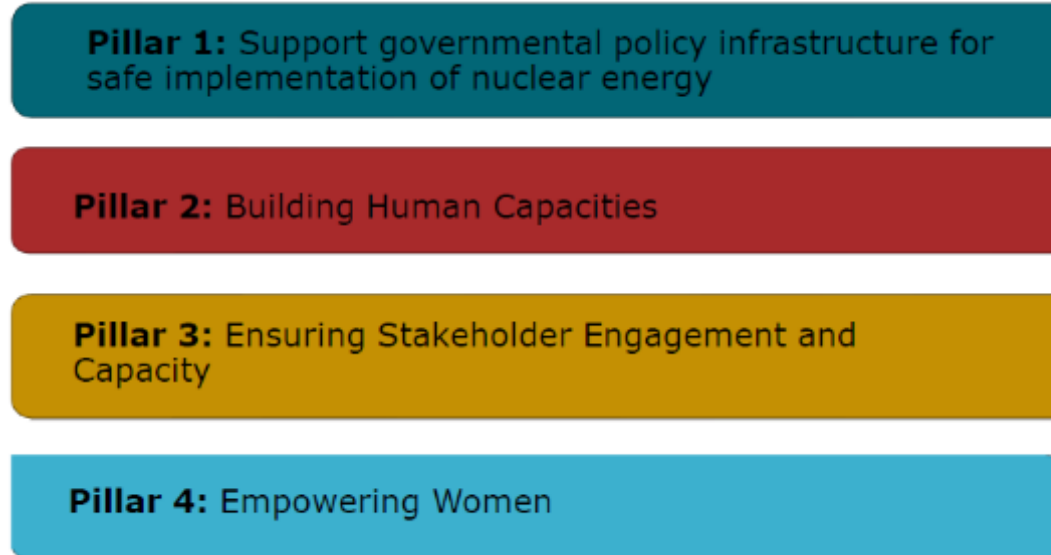 Pillar 1: Support governmental policy infrastructure for
safe implementation of nuclear energy
Pillar 2: Building Human Capacities
Pillar 3: Ensuring Stakeholder Engagement and
Capacity
Pillar 4: Empowering Women